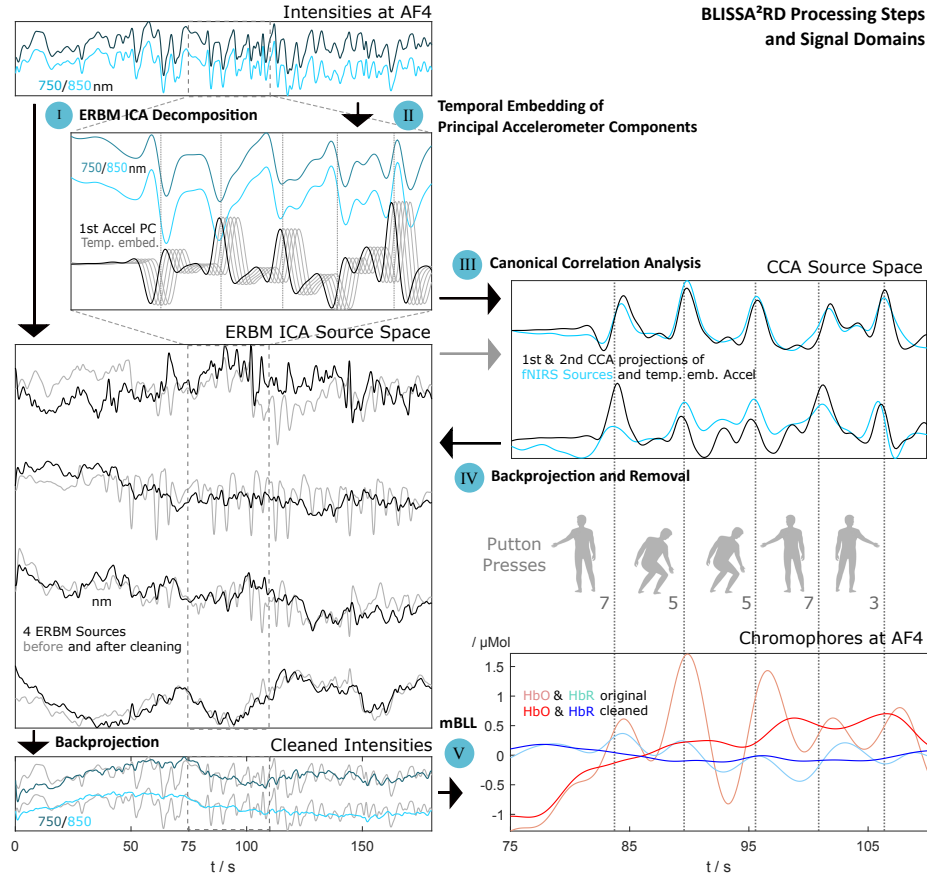 Intensities at AF4
BLISSA²RD Processing Steps
and Signal Domains
750/850nm
I
ERBM ICA Decomposition
II
Temporal Embedding of
Principal Accelerometer Components
750/850nm
1st Accel PC
Temp. embed.
III
Canonical Correlation Analysis
CCA Source Space
1st & 2nd CCA projections of
fNIRS Sources and temp. emb. Accel
ERBM ICA Source Space
IV
Backprojection and Removal
Putton
Presses
7
5
5
7
3
nm
4 ERBM Sources
before and after cleaning
/ µMol
Chromophores at AF4
HbO & HbR original
HbO & HbR cleaned
1.5
1
0.5
0
-0.5
-1
75
85
95
105
t / s
mBLL
V
Backprojection
Cleaned Intensities
750/850
0
50
75
100
150
t / s